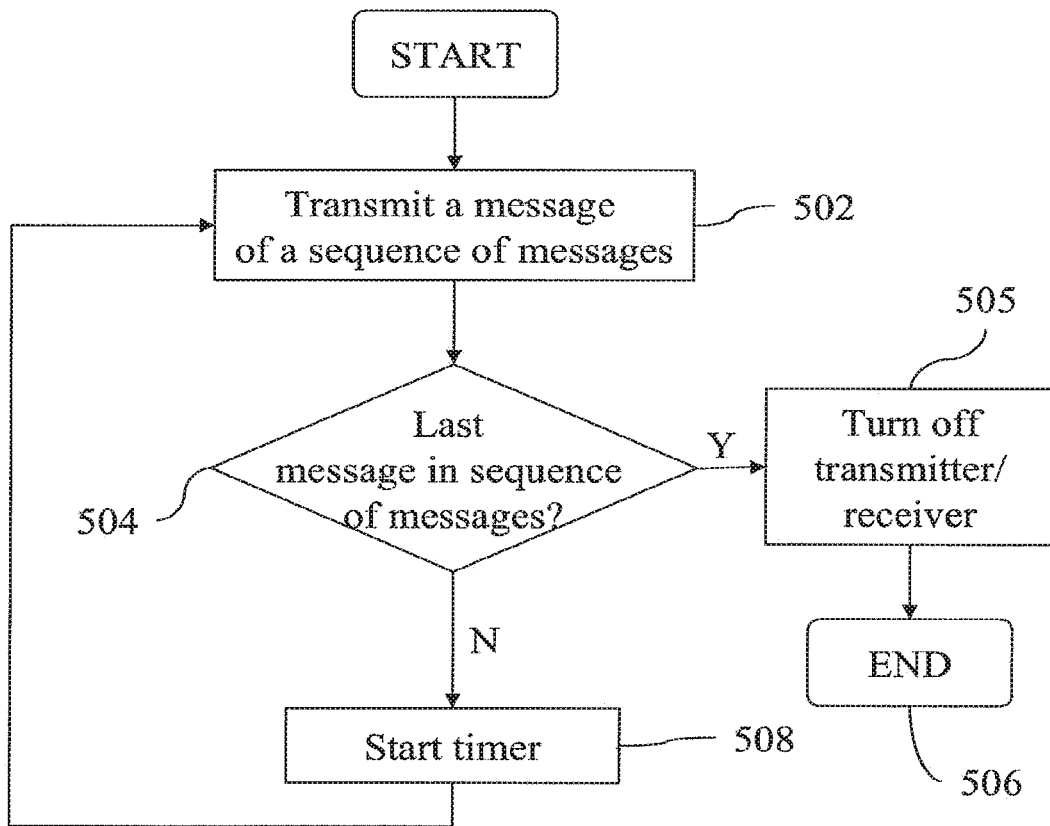 START
Transmit a message
of a sequence of messages
502
505
Last
message in sequence
of messages?
Y
504
Turn off
transmitter/
receiver
N
END
Start timer
508
506